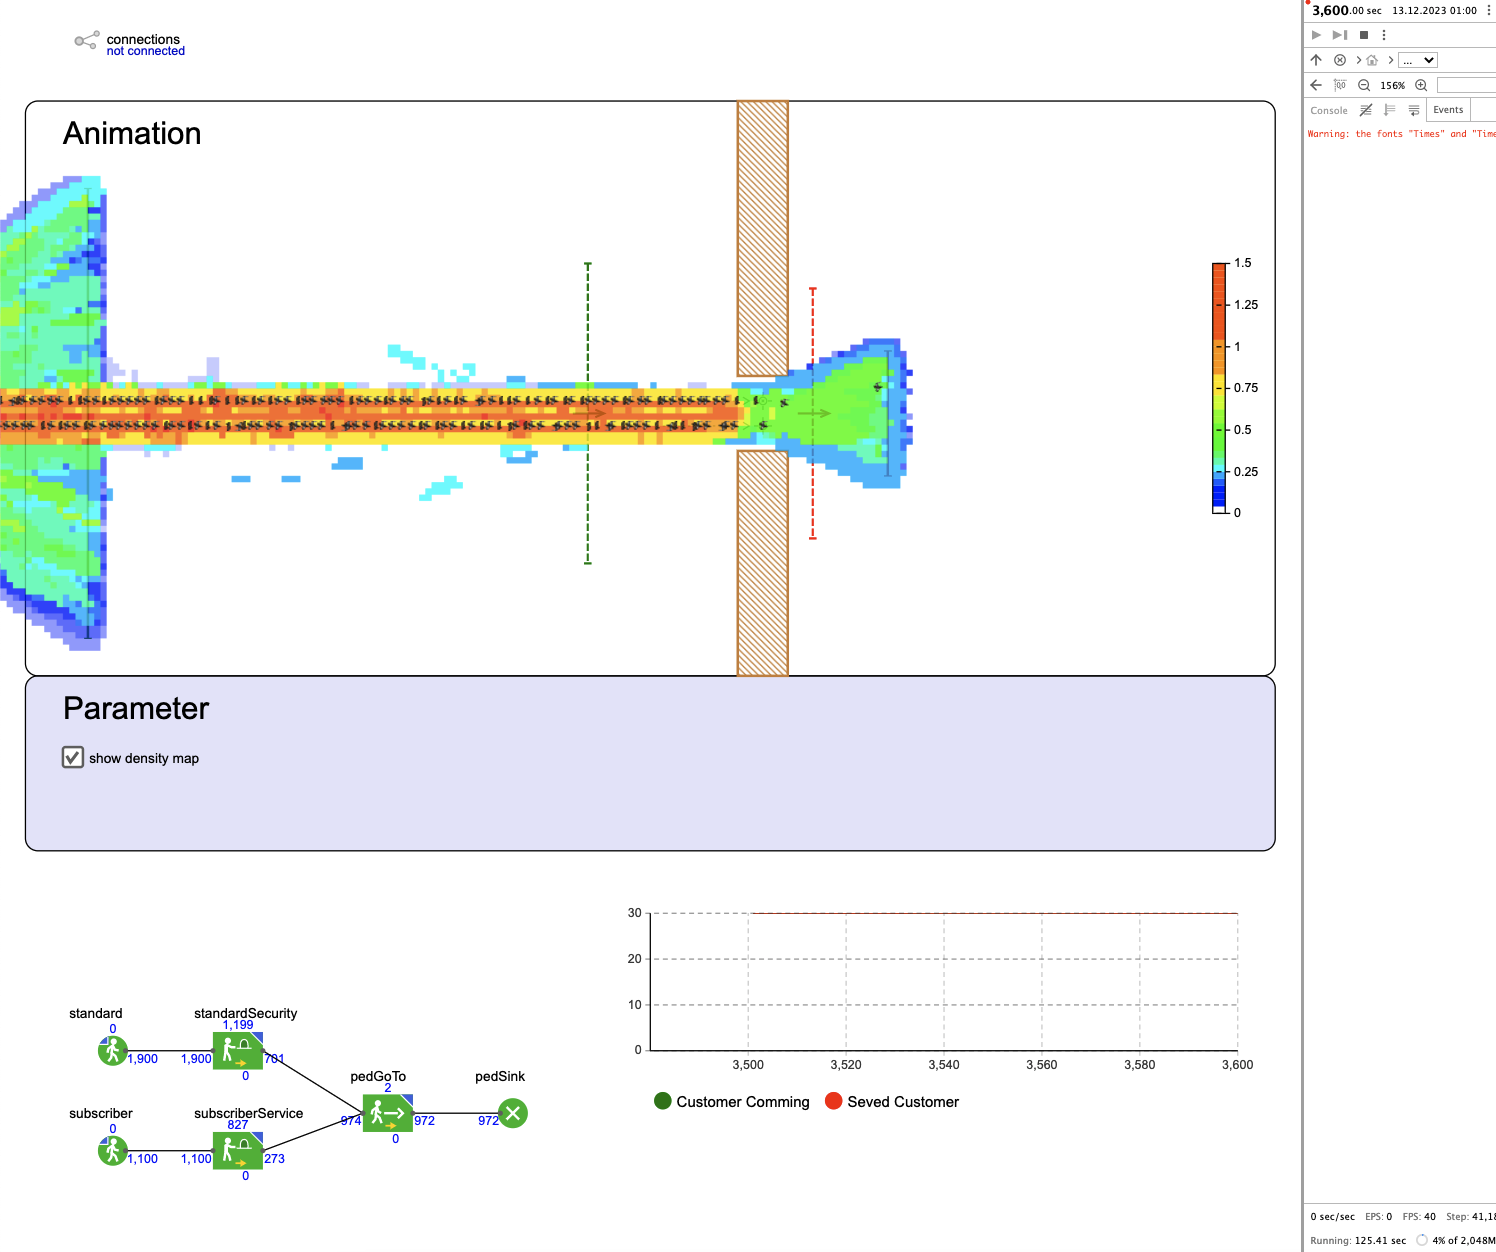 connections
not connected
3,600.00 sec 13.12.2023 01:00
...
156%
Console Events
Warning: the fonts "Times" and
Animation
1.5
1.25
1
0.75
0.5
0.25
0
Parameter
show density map
30
20
10
0
3,500 3,520 3,540 3,560 3,580 3,600
Customer Comming Seved Customer
standard
0
1,900
standardSecurity
1,199
1,900 701
0
subscriber
0
1,100
subscriberService
827
1,100 273
0
pedGoTo
2
974 972
0
pedSink
972
0 sec/sec EPS: 0 FPS: 40 Step:
Running: 125.41 sec 4% of 2,048M